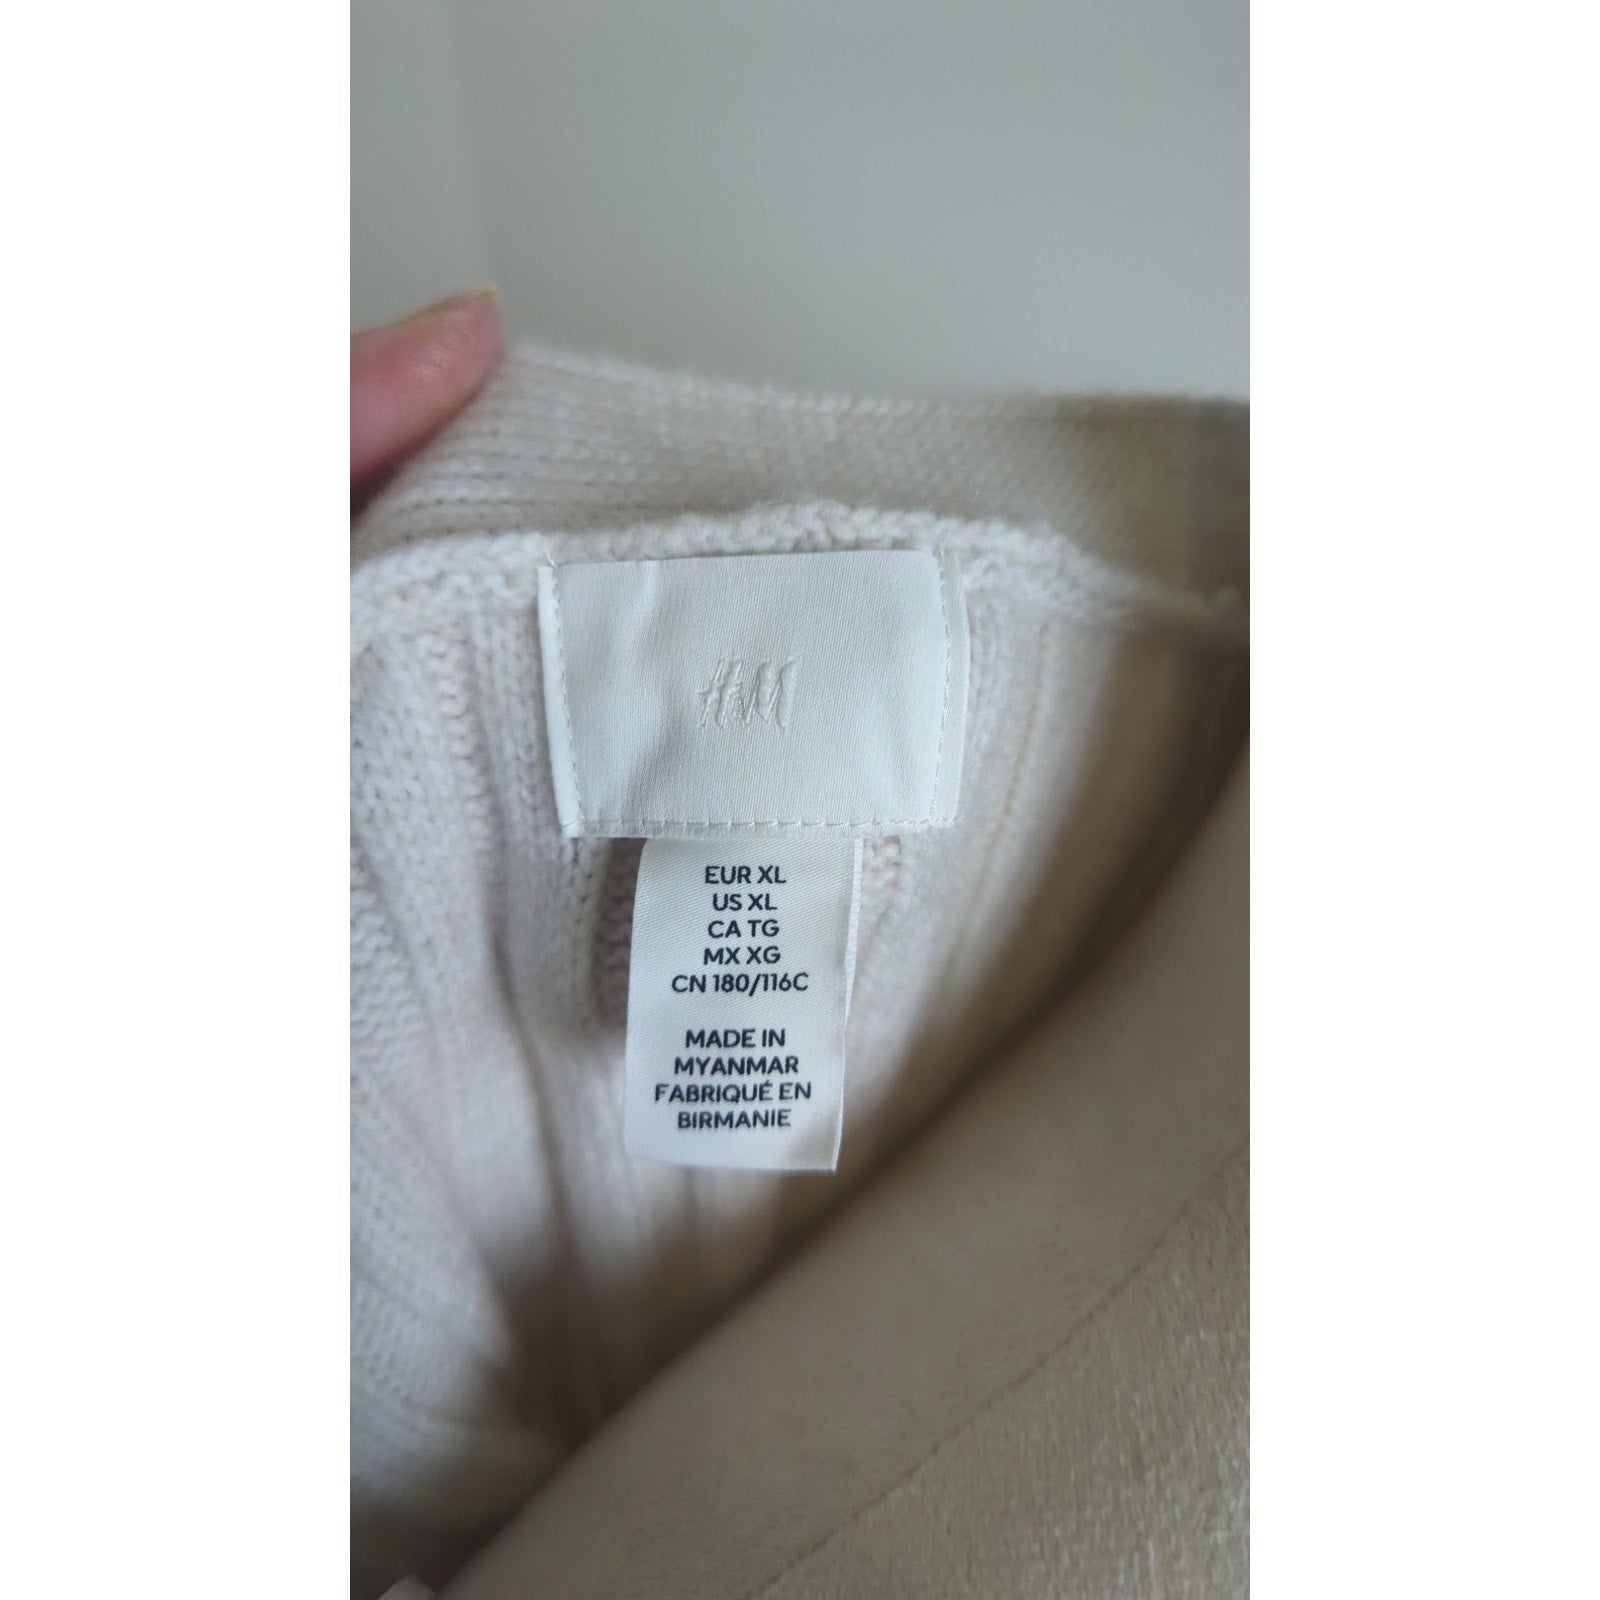 H&M
EUR XL
US XL
CA TG
MX XG
CN 180/116C
MADE IN
MYANMAR
FABRIQUÉ EN
BIRMANIE